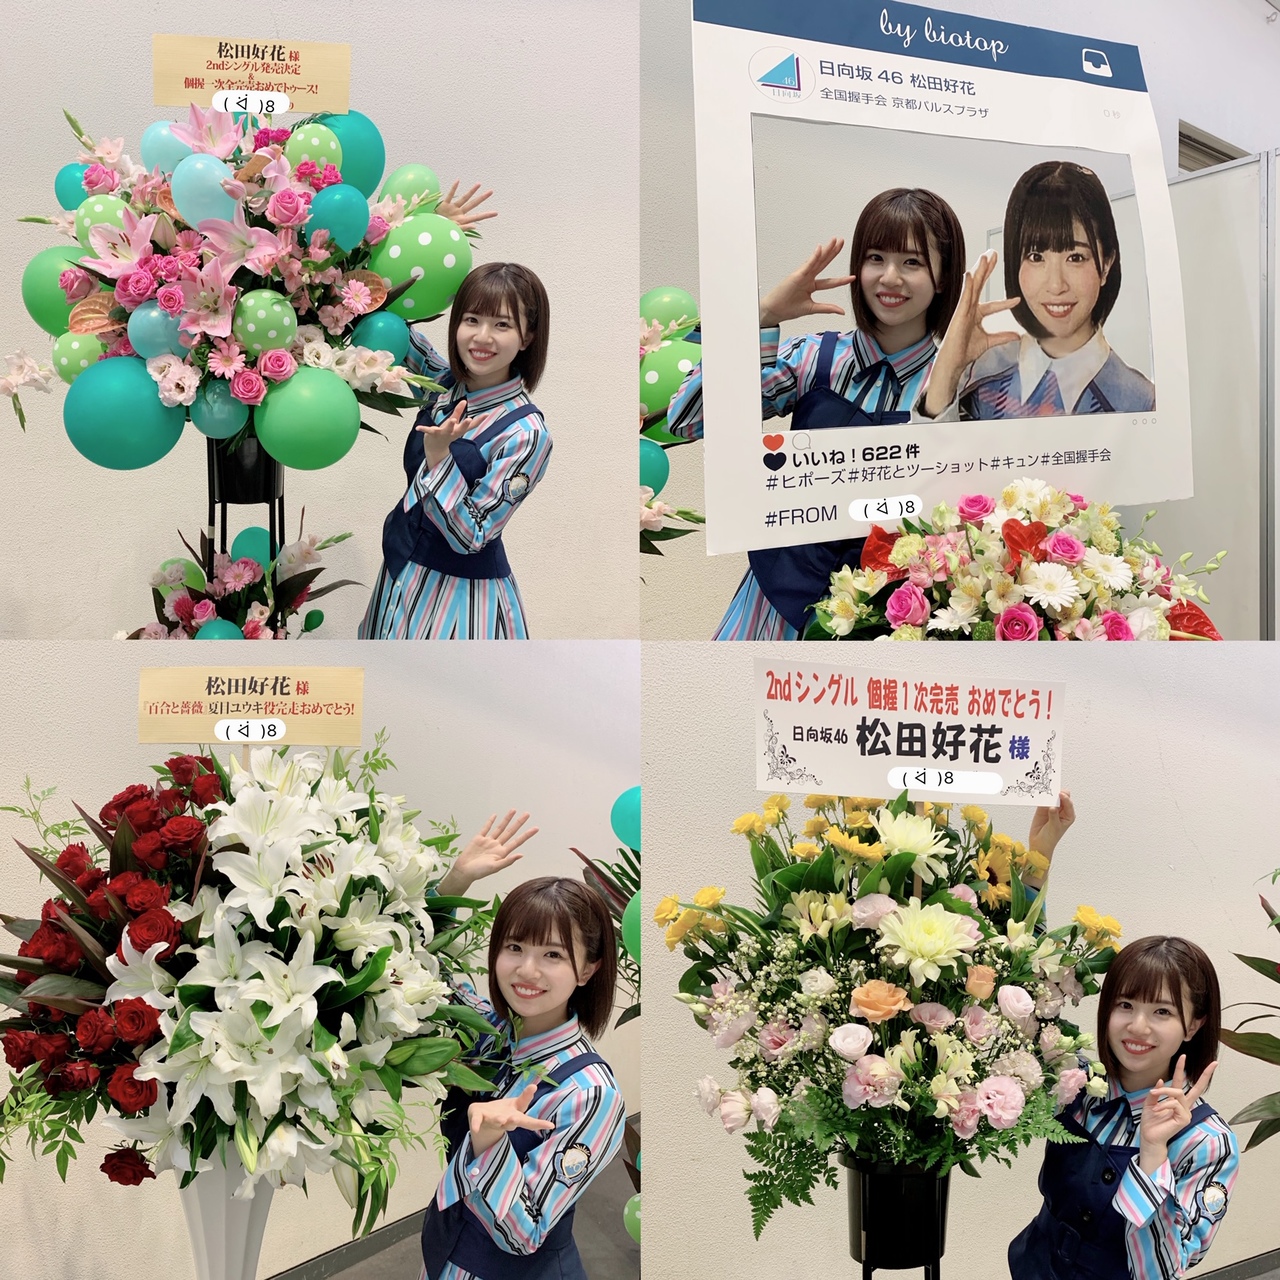 松田好花様
2ndシングル発売決定
&
個握一次全完売おめでトゥース!
( ᐛ )8
by biotop
46
日向坂
日向坂46 松田好花
全国握手会 京都パルスプラザ
0秒
いいね!622件
#ヒポーズ#好花とツーショット#キュン#全国握手会
#FROM ( ᐛ )8
松田好花様
『百合と薔薇』夏目ユウキ役完走おめでとう!
( ᐛ )8
2ndシングル 個握1次完売 おめでとう!
日向坂46 松田好花様
( ᐛ )8